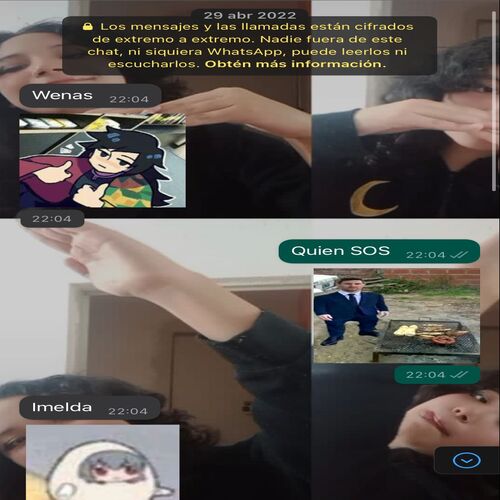 29 abr 2022
Los mensajes y las llamadas están cifrados
de extremo a extremo. Nadie fuera de este
chat, ni siquiera WhatsApp, puede leerlos ni
escucharlos. Obtén más información.
Wenas
22:04
22:04
Quien SOS
22:04
22:04
Imelda
22:04